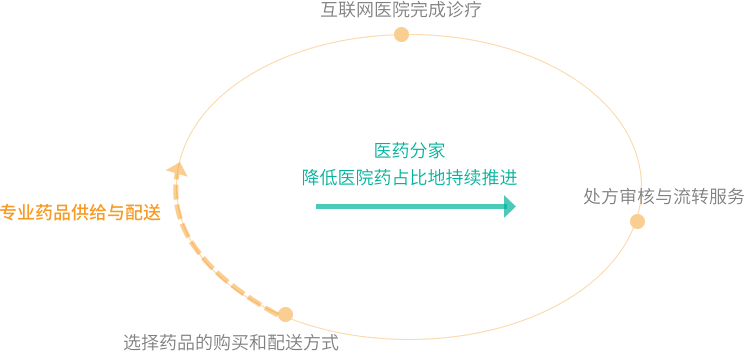 互联网医院完成诊疗
医药分家
降低医院药占比地持续推进
处方审核与流转服务
专业药品供给与配送
选择药品的购买和配送方式